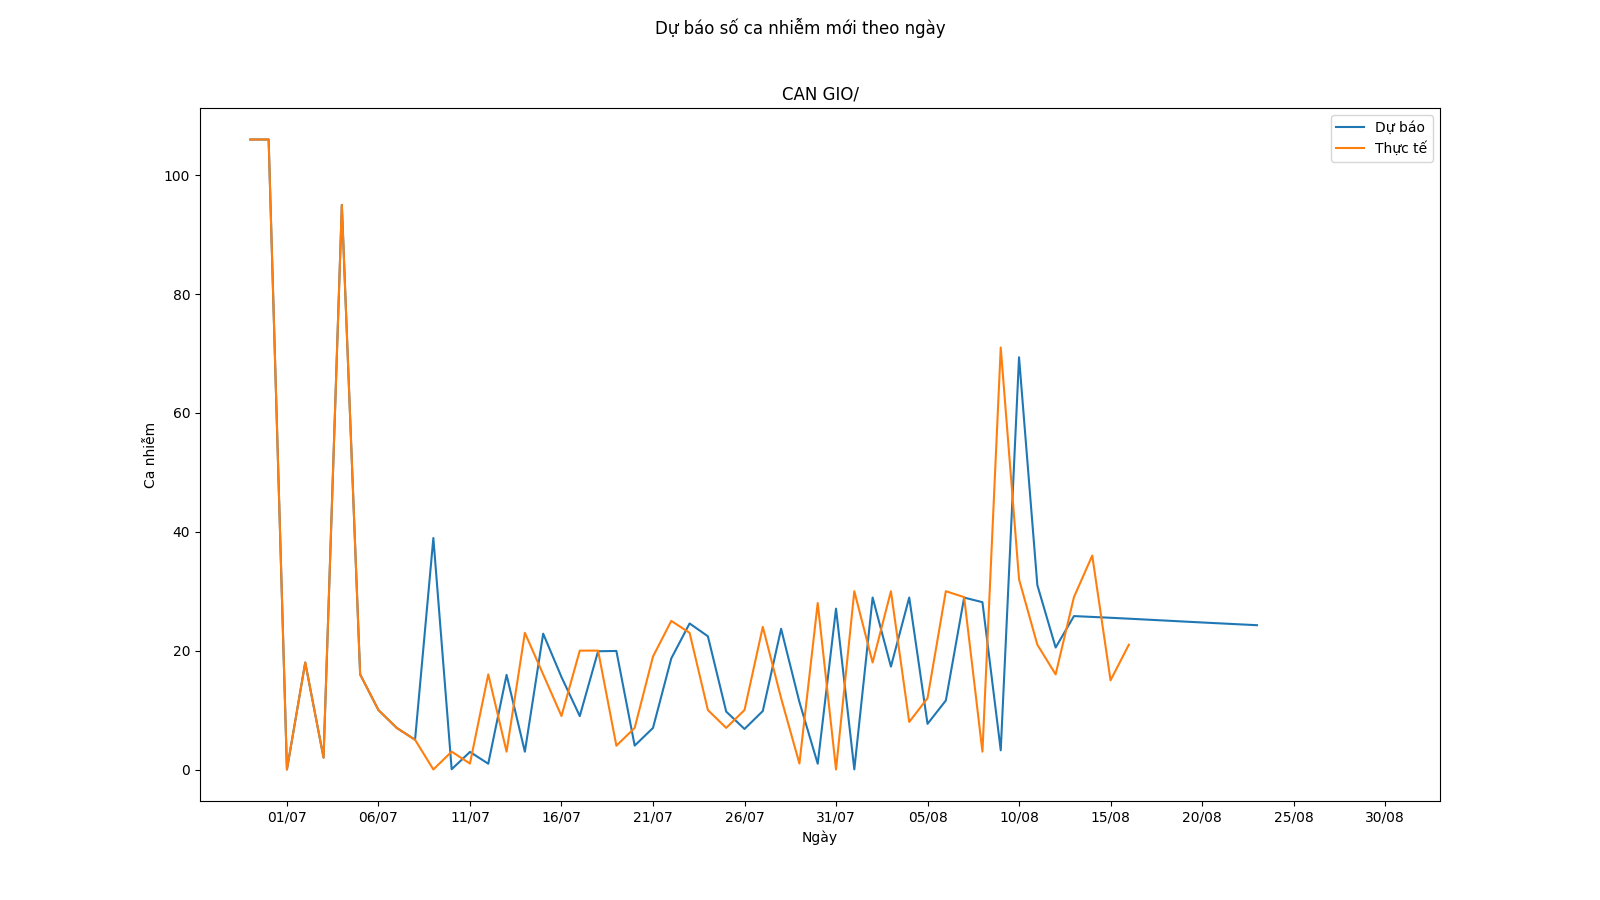 Dự báo số ca nhiễm mới theo ngày
CAN GIO/
Dự báo
Thực tế
100
80
60
40
20
0
Ca nhiễm
01/07 06/07 11/07 16/07 21/07 26/07 31/07 05/08 10/08 15/08 20/08 25/08 30/08
Ngày